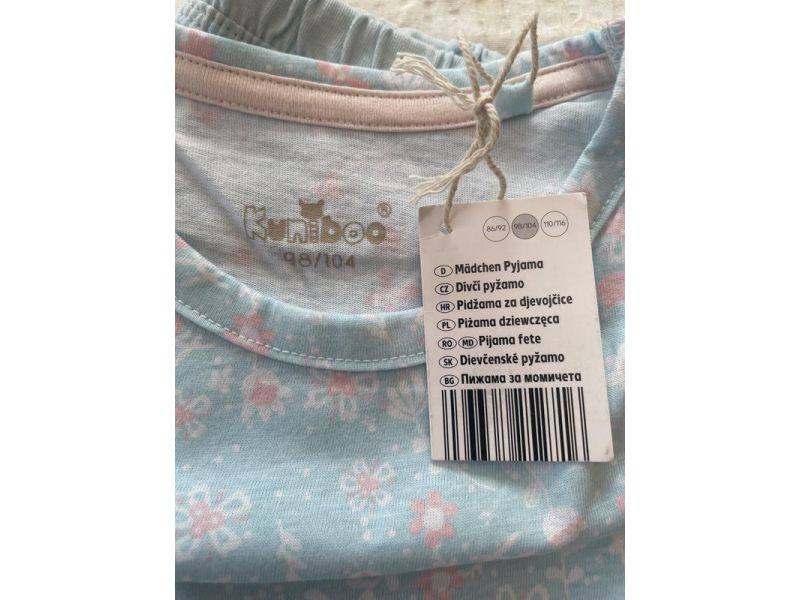 Kuniboo®
98/104
86/92 98/104 110/116
D Mädchen Pyjama
CZ Dívčí pyžamo
HR Pidžama za djevojčice
PL Piżama dziewczęca
RO MD Pijama fete
SK Dievčenské pyžamo
BG Пижама за момичета